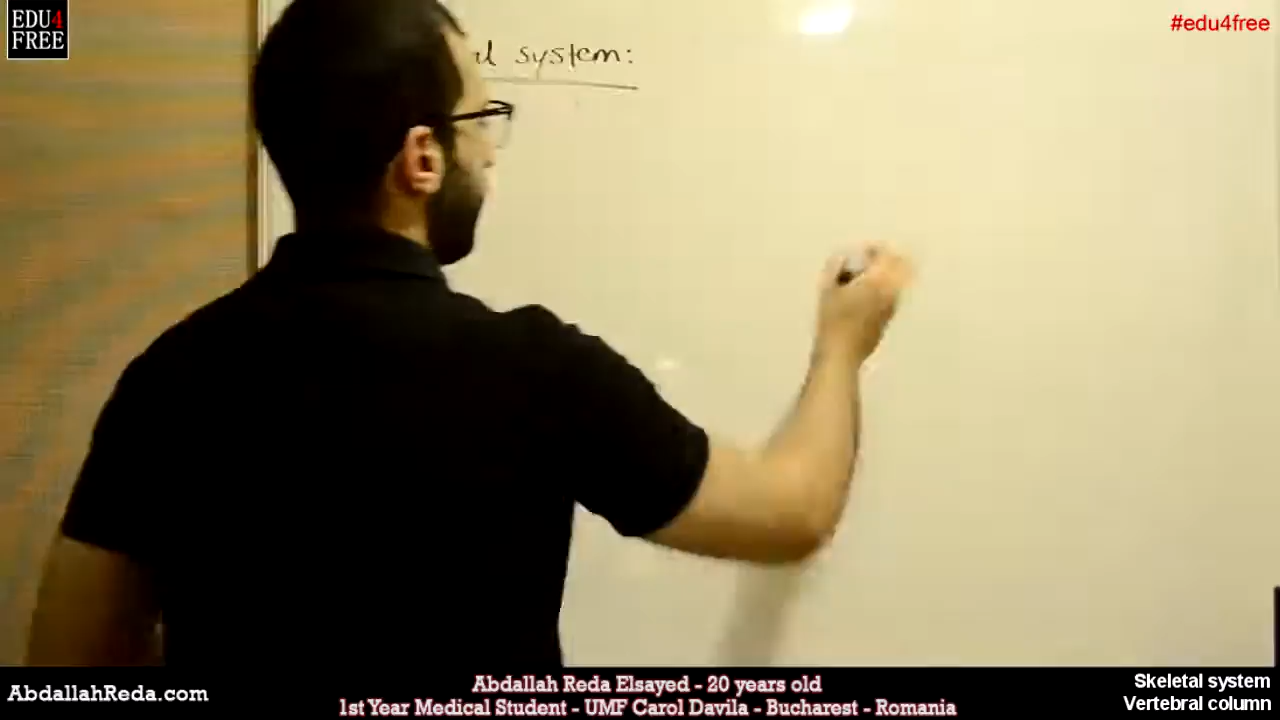 EDU4
FREE
#edu4free
system:
AbdallahReda.com
Abdallah Reda Elsayed - 20 years old
1st Year Medical Student - UMF Carol Davila - Bucharest - Romania
Skeletal system
Vertebral column